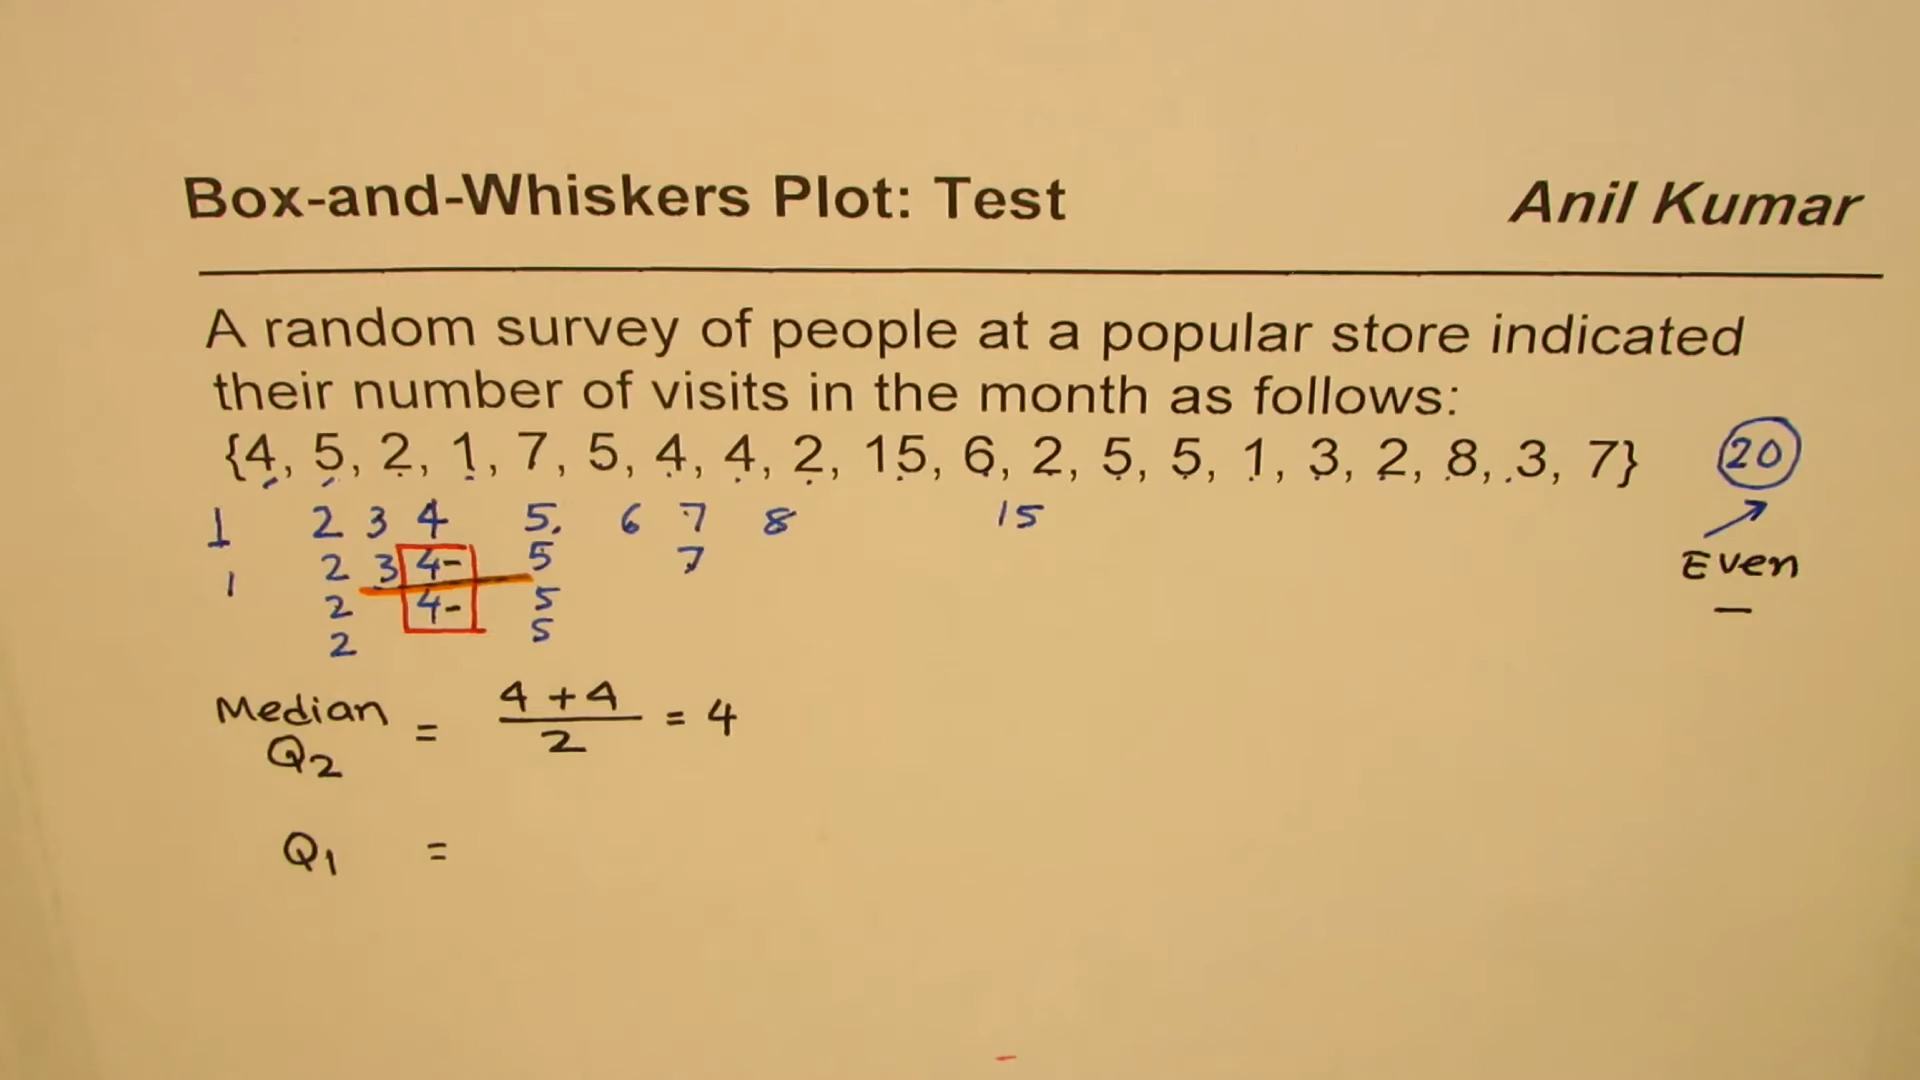 Box-and-Whiskers Plot: Test Anil Kumar
A random survey of people at a popular store indicated
their number of visits in the month as follows:
{4, 5, 2, 1, 7, 5, 4, 4, 2, 15, 6, 2, 5, 5, 1, 3, 2, 8, 3, 7} 20
1 2 3 4 5 6 7 8 15
2 3 4- 5 7 Even
1 2 4- 5
2 5
Median = 4 + 4 / 2 = 4
Q2
Q1 =